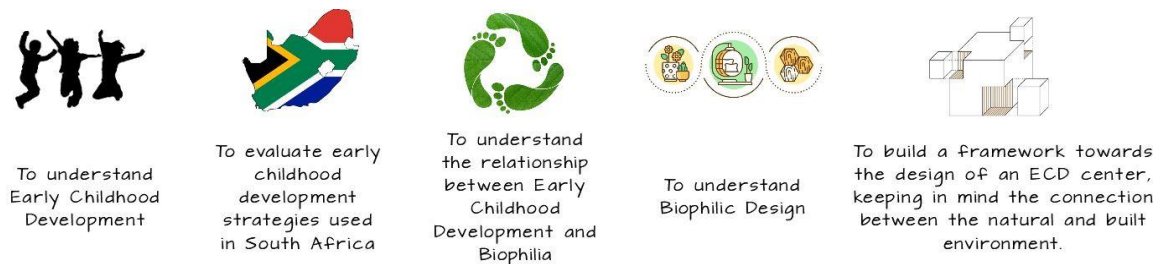 To understand
Early Childhood
Development
To evaluate early
childhood
development
strategies used
in South Africa
To understand
the relationship
between Early
Childhood
Development and
Biophilia
To understand
Biophilic Design
To build a framework towards
the design of an ECD center,
keeping in mind the connection
between the natural and built
environment.